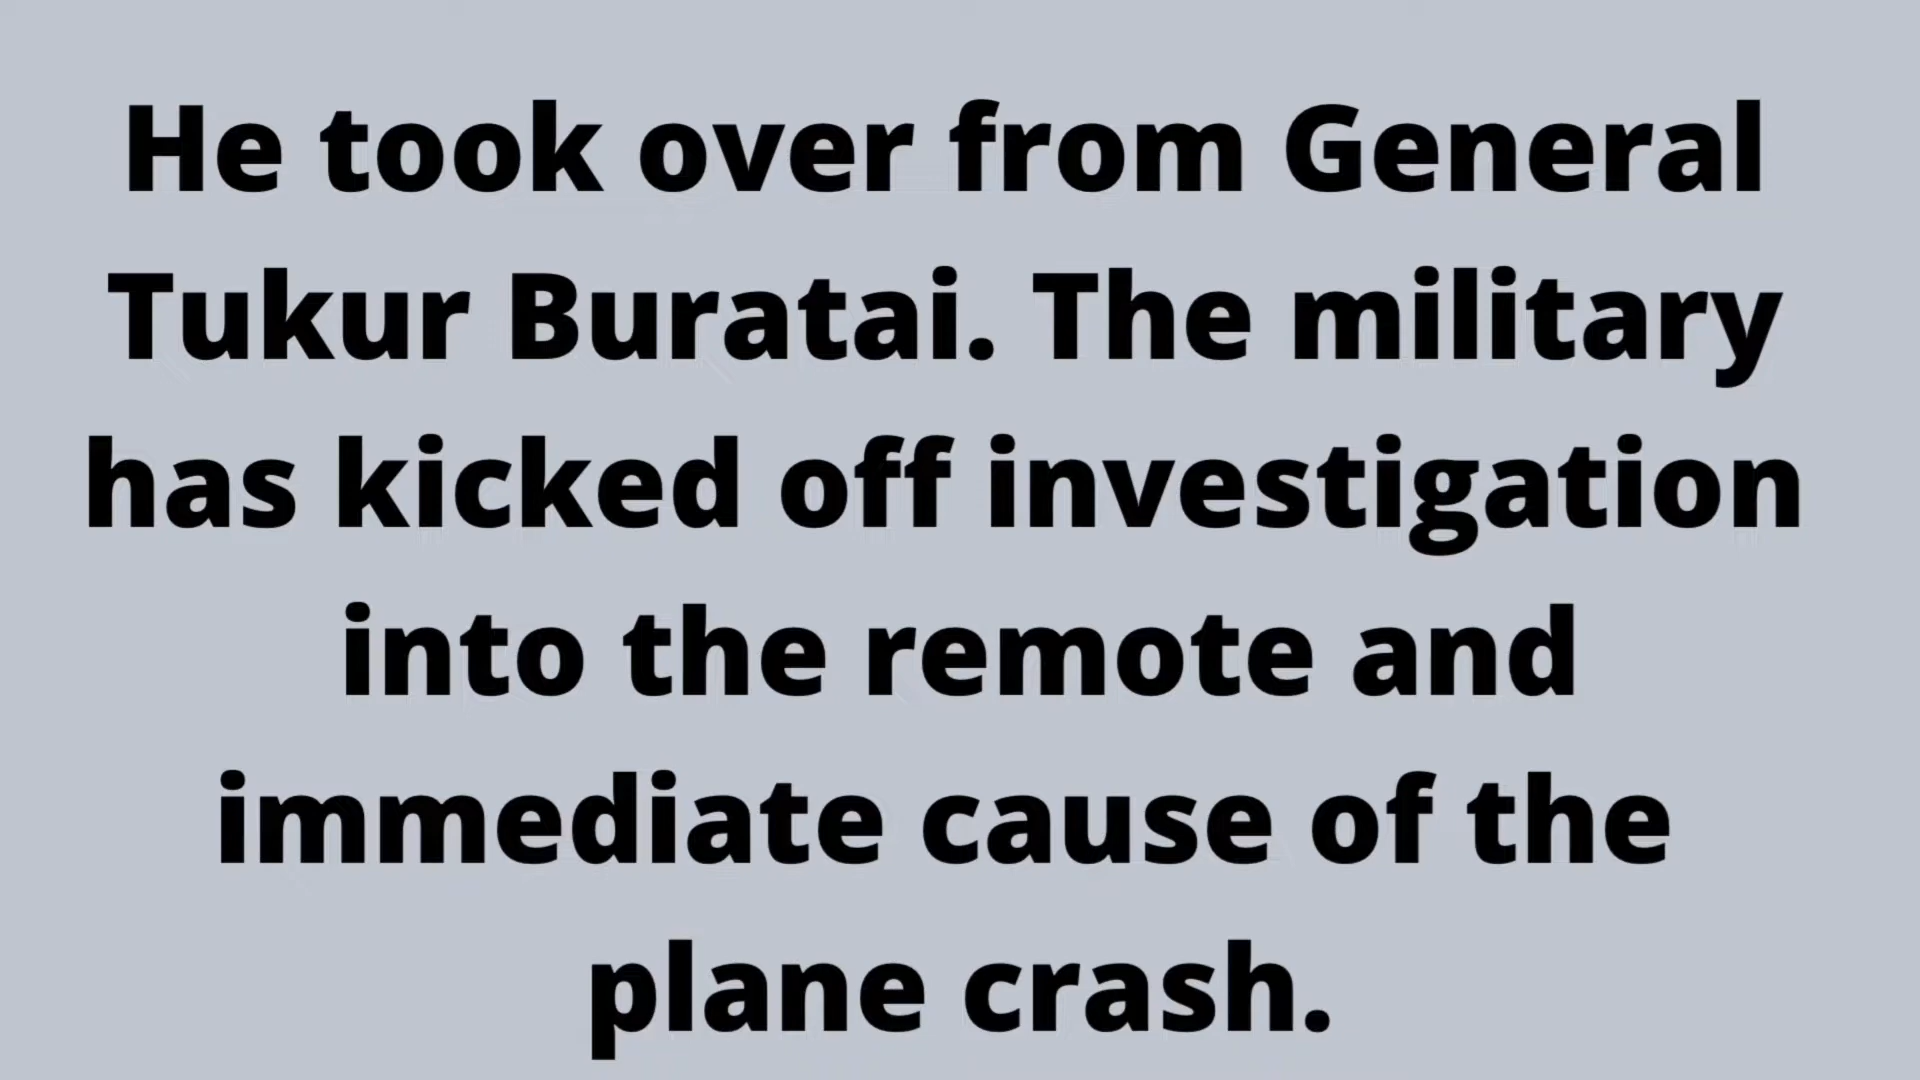 He took over from General
Tukur Buratai. The military
has kicked off investigation
into the remote and
immediate cause of the
plane crash.